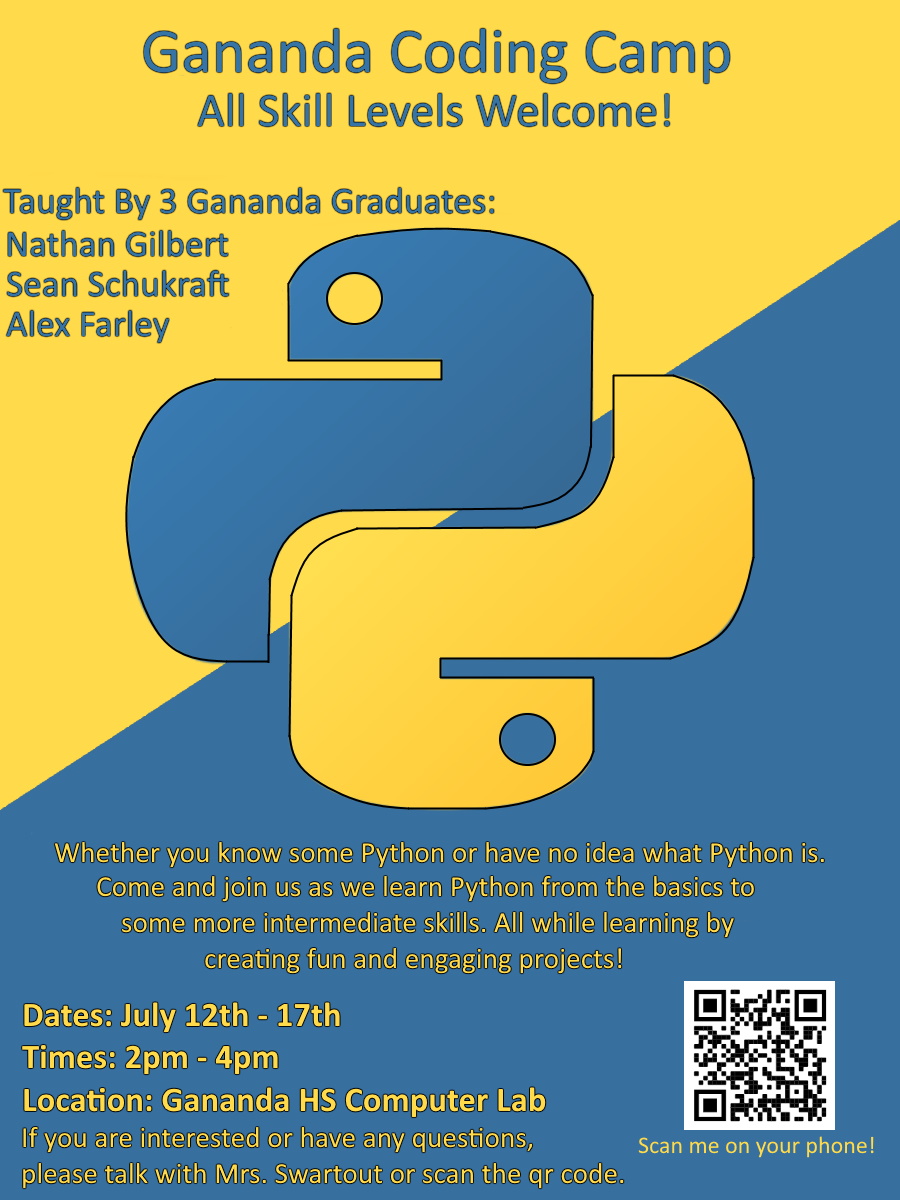 Gananda Coding Camp
All Skill Levels Welcome!
Taught By 3 Gananda Graduates:
Nathan Gilbert
Sean Schukraft
Alex Farley
Whether you know some Python or have no idea what Python is.
Come and join us as we learn Python from the basics to
some more intermediate skills. All while learning by
creating fun and engaging projects!
Dates: July 12th - 17th
Times: 2pm - 4pm
Location: Gananda HS Computer Lab
If you are interested or have any questions,
please talk with Mrs. Swartout or scan the qr code.
Scan me on your phone!